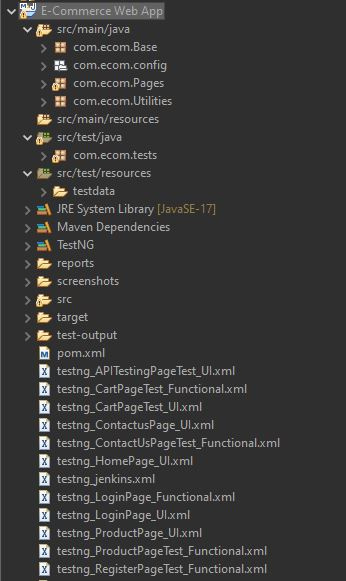 E-Commerce Web App
src/main/java
com.ecom.Base
com.ecom.config
com.ecom.Pages
com.ecom.Utilities
src/main/resources
src/test/java
com.ecom.tests
src/test/resources
testdata
JRE System Library [JavaSE-17]
Maven Dependencies
TestNG
reports
screenshots
src
target
test-output
pom.xml
testng_APITestingPageTest_UI.xml
testng_CartPageTest_Functional.xml
testng_CartPageTest_UI.xml
testng_ContactusPage_UI.xml
testng_ContactUsPageTest_Functional.xml
testng_HomePage_UI.xml
testng_jenkins.xml
testng_LoginPage_Functional.xml
testng_LoginPage_UI.xml
testng_ProductPage_UI.xml
testng_ProductPageTest_Functional.xml
testng_RegisterPageTest_Functional.xml